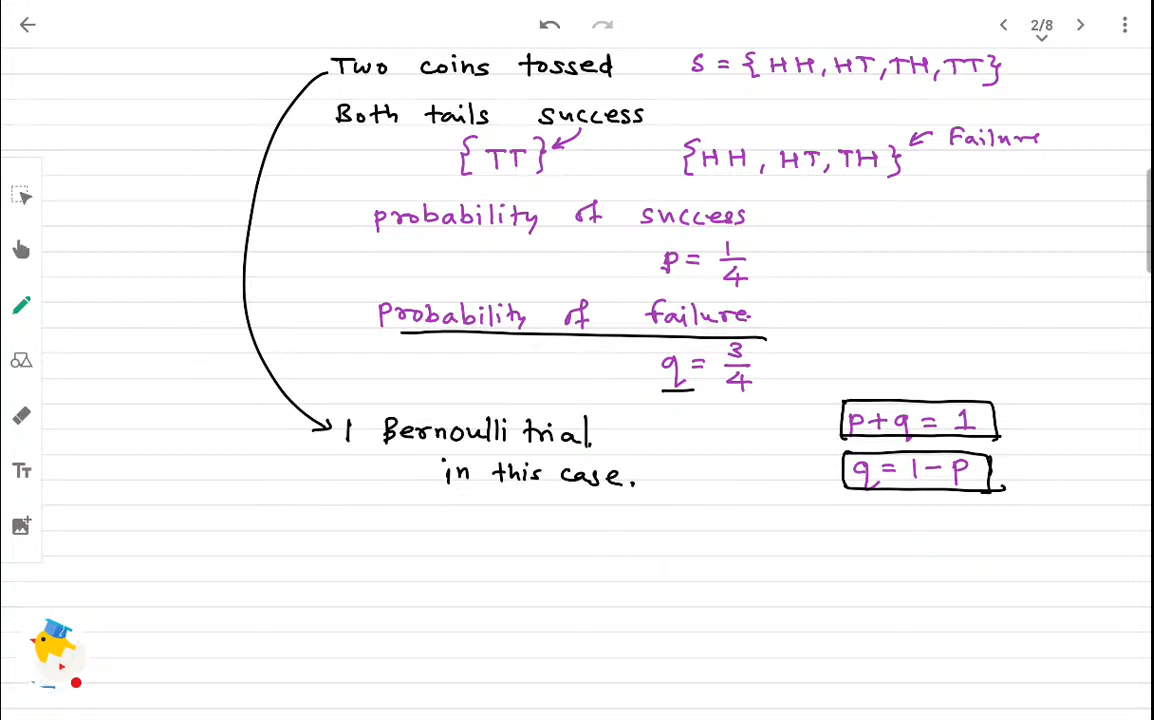 2/8
Two coins tossed S = {HH, HT, TH, TT}
Both tails success
{TT} {HH, HT, TH} Failure
probability of success
p = 1/4
Probability of failure
q = 3/4
1 Bernoulli trial
in this case.
p+q = 1
q = 1-p
Tт